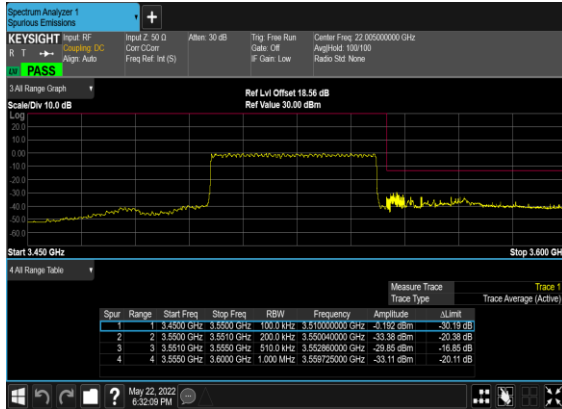 Spectrum Analyzer 1
Spurious Emissions
+
KEYSIGHT Input: RF Input Z: 50 Ω Atten: 30 dB Trig: Free Run Center Freq: 22.005000000 GHz
R T Coupling: DC Corr CCorr Gate: Off Avg|Hold: 100/100
Align: Auto Freq Ref: Int (S) IF Gain: Low Radio Std: None
PASS
3 All Range Graph Ref Lvl Offset 18.56 dB
Scale/Div 10.0 dB Ref Value 30.00 dBm
Log
20.0
10.0
0.00
-10.0
-20.0
-30.0
-40.0
-50.0
-60.0
Start 3.450 GHz Stop 3.600 GH
4 All Range Table
Measure Trace Trace 1
Trace Type Trace Average (Active)
Spur Range Start Freq Stop Freq RBW Frequency Amplitude ΔLimit
1 1 3.4500 GHz 3.5500 GHz 100.0 kHz 3.510000000 GHz -0.192 dBm -30.19 dB
2 2 3.5500 GHz 3.5510 GHz 200.0 kHz 3.550040000 GHz -33.38 dBm -20.38 dB
3 3 3.5510 GHz 3.5550 GHz 510.0 kHz 3.552860000 GHz -29.85 dBm -16.85 dB
4 4 3.5550 GHz 3.6000 GHz 1.000 MHz 3.559725000 GHz -33.11 dBm -20.11 dB
? May 22, 2022
6:32:09 PM